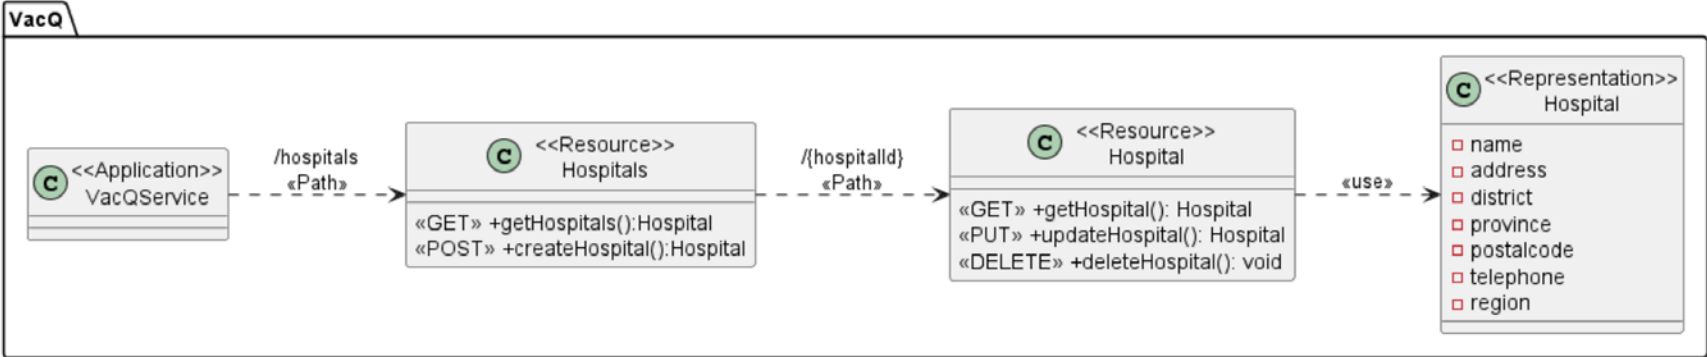 VacQ
C
<<Application>>
VacQService
/hospitals
«Path»
C
<<Resource>>
Hospitals
«GET» +getHospitals():Hospital
«POST» +createHospital():Hospital
/{hospitalId}
«Path»
C
<<Resource>>
Hospital
«GET» +getHospital(): Hospital
«PUT» +updateHospital(): Hospital
«DELETE» +deleteHospital(): void
«use»
C
<<Representation>>
Hospital
name
address
district
province
postalcode
telephone
region